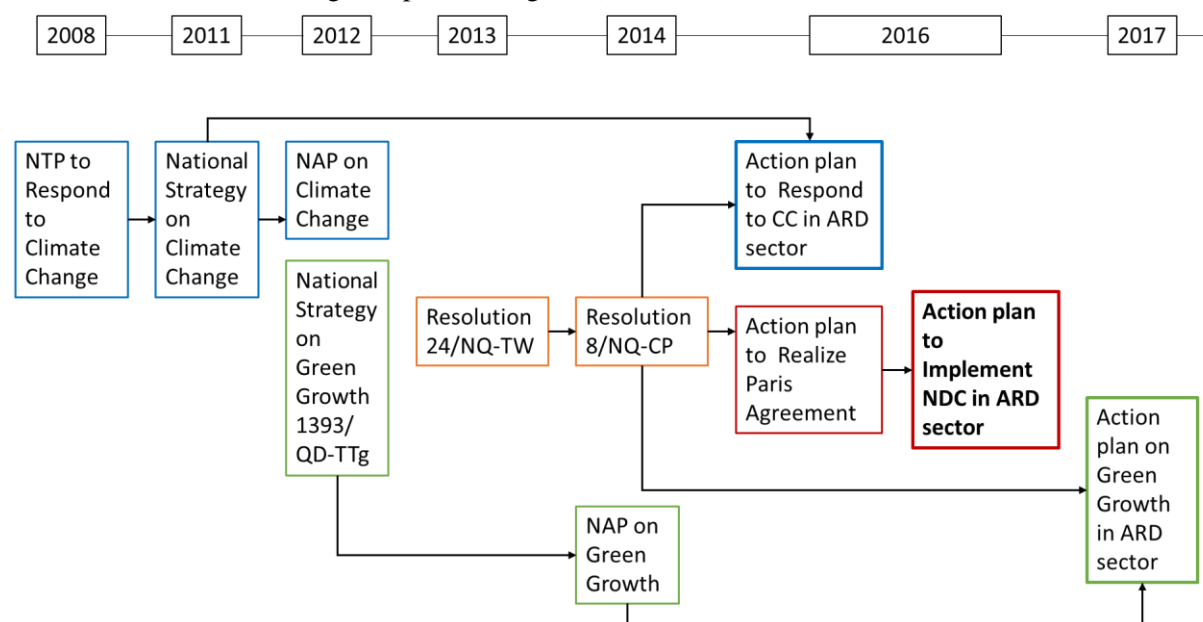 2008
2011
2012
2013
2014
2016
2017
NTP to
Respond
to
Climate
Change
National
Strategy
on
Climate
Change
NAP on
Climate
Change
Action plan
to Respond
to CC in ARD
sector
National
Strategy
on
Green
Growth
1393/
QD-TTg
Resolution
24/NQ-TW
Resolution
8/NQ-CP
Action plan
to Realize
Paris
Agreement
Action plan
to
Implement
NDC in ARD
sector
Action
plan on
Green
Growth
in ARD
sector
NAP on
Green
Growth